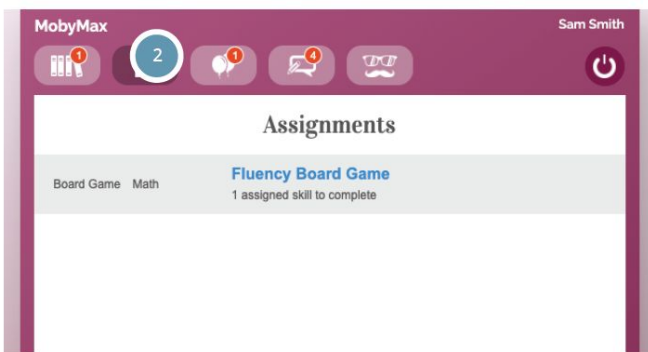 MobyMax
Sam Smith
1
2
1
4
Assignments
Board Game Math
Fluency Board Game
1 assigned skill to complete